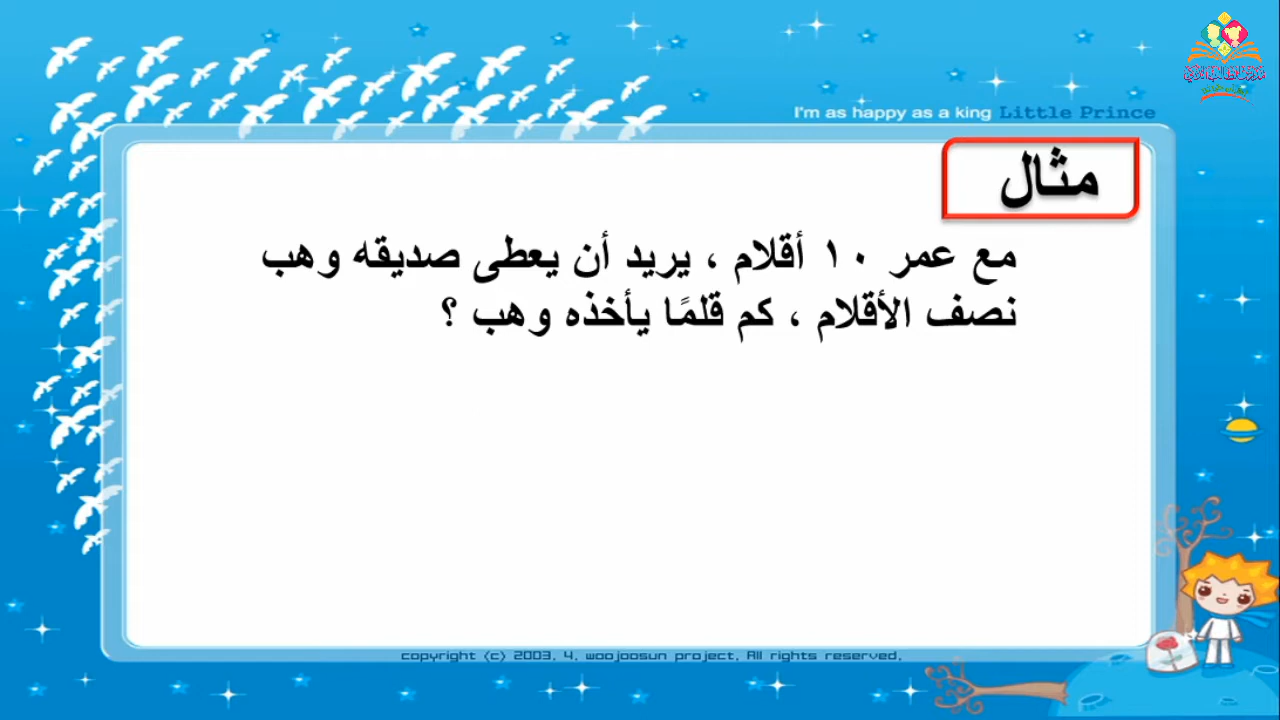 I'm as happy as a king Little Prince
مثال
مع عمر ١٠ أقلام ، يريد أن يعطى صديقه وهب
نصف الأقلام ، كم قلمًا يأخذه وهب ؟
copyright (c) 2003. 4. woojoosun project, All rights reserved.